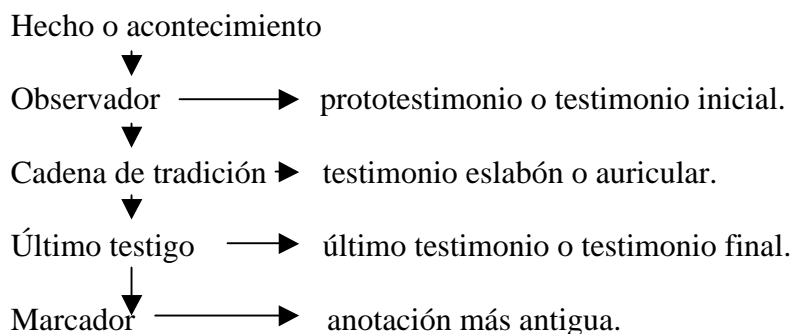 Hecho o acontecimiento
Observador prototestimonio o testimonio inicial.
Cadena de tradición testimonio eslabón o auricular.
Último testigo último testimonio o testimonio final.
Marcador anotación más antigua.